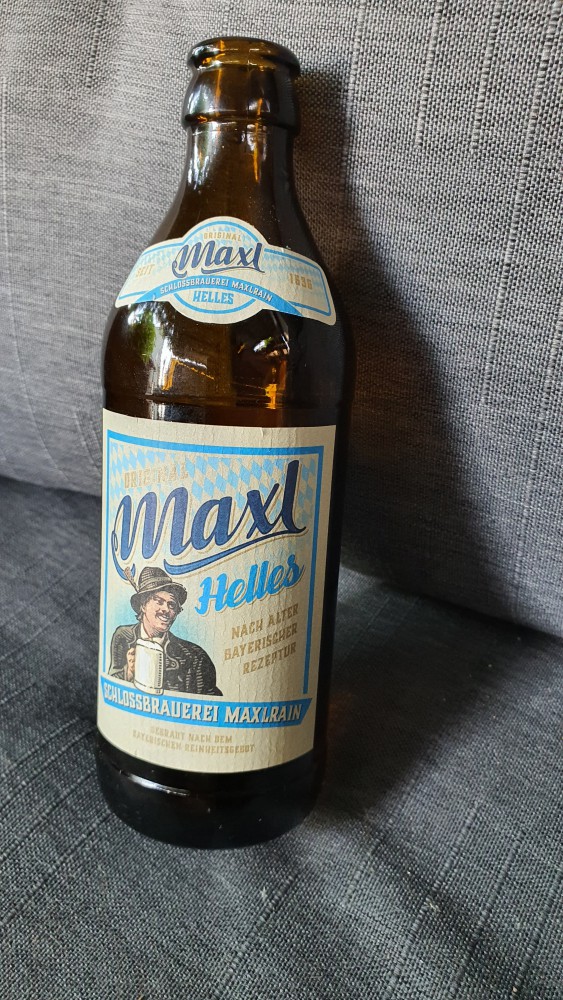 ORIGINAL
Maxl
SEIT 1636
SCHLOSSBRAUEREI MAXLRAIN
HELLES
ORIGINAL
Maxl
Helles
NACH ALTER
BAYERISCHER
REZEPTUR
SCHLOSSBRAUEREI MAXLRAIN
GEBRAUT NACH DEM
BAYERISCHEN REINHEITSGEBOT